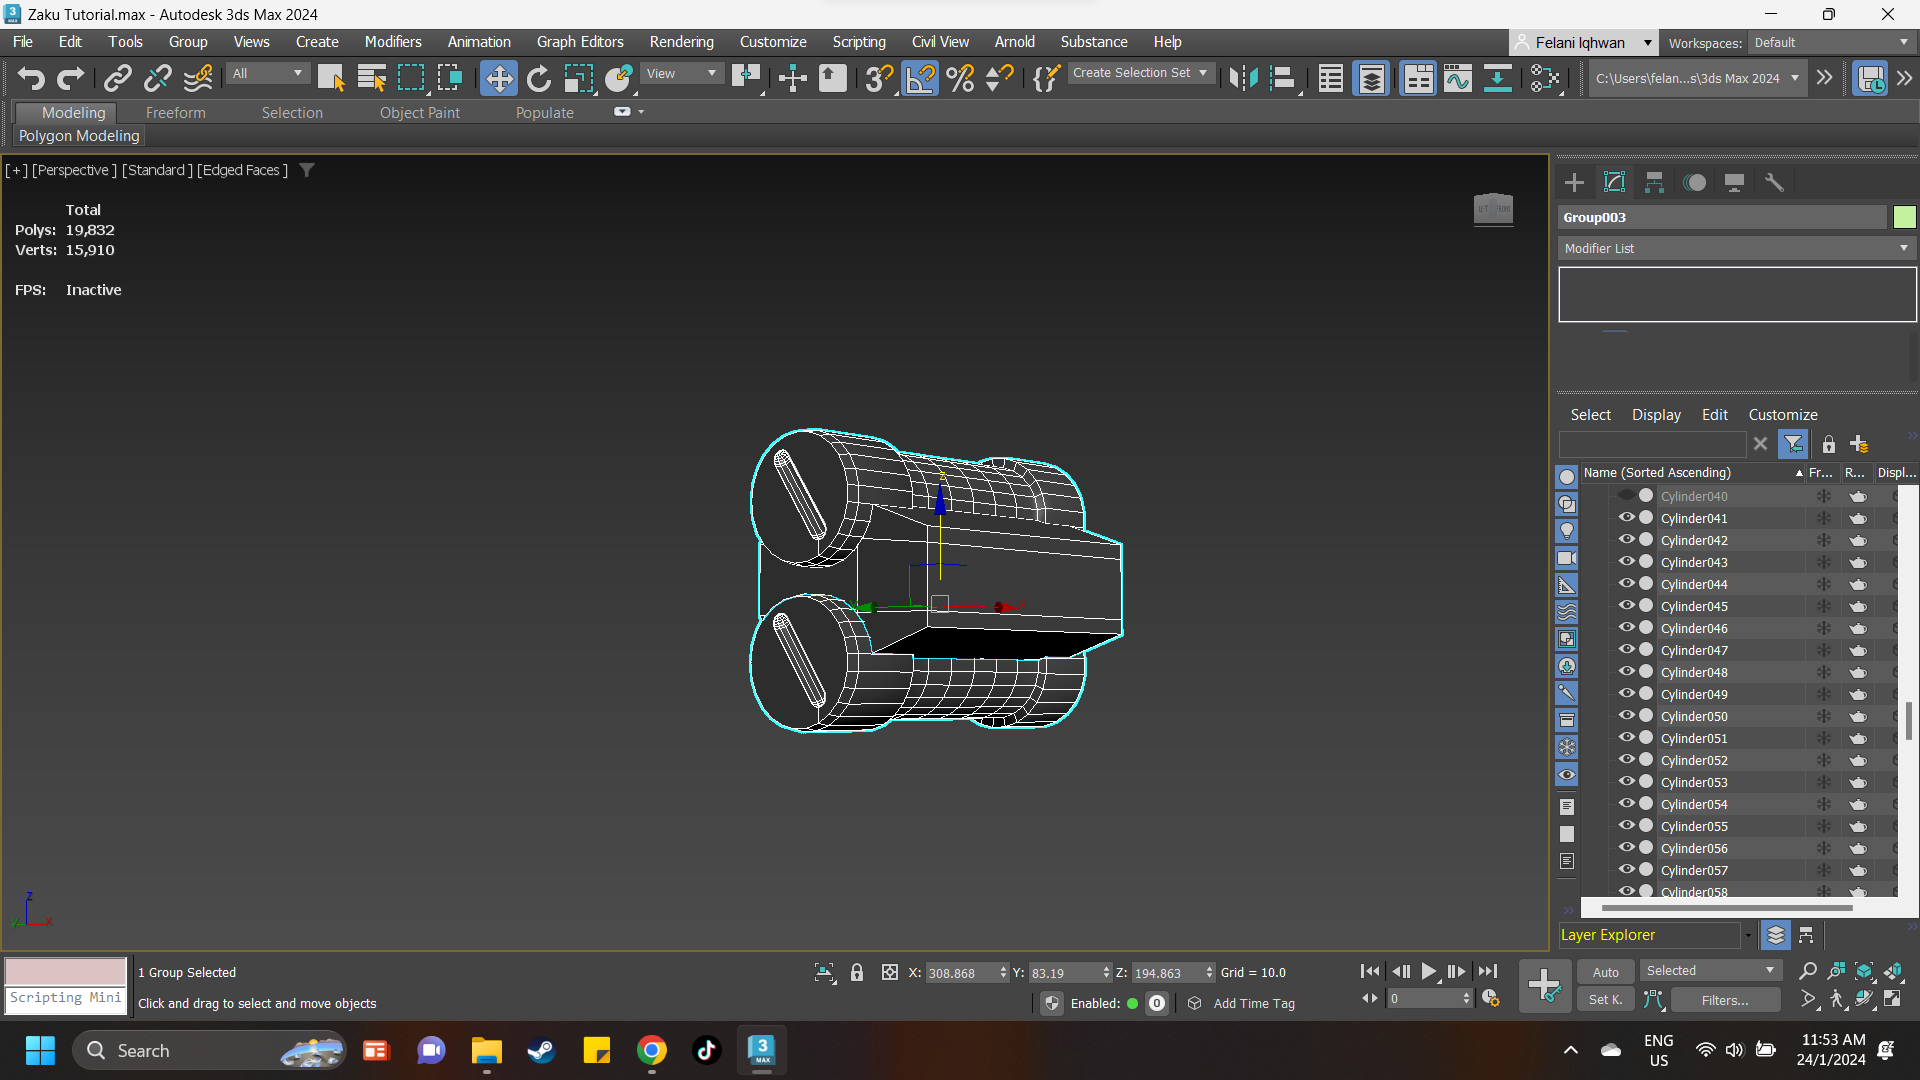 Zaku Tutorial.max - Autodesk 3ds Max 2024
File Edit Tools Group Views Create Modifiers Animation Graph Editors Rendering Customize Scripting Civil View Arnold Substance Help
Felani Iqhwan Workspaces: Default
All View Create Selection Set C:\Users\felan...s\3ds Max 2024
Modeling Freeform Selection Object Paint Populate
Polygon Modeling
[+] [Perspective] [Standard] [Edged Faces]
Total
Polys: 19,832
Verts: 15,910
FPS: Inactive
Group003
Modifier List
Select Display Edit Customize
Name (Sorted Ascending) Fr... R... Displ...
Cylinder040
Cylinder041
Cylinder042
Cylinder043
Cylinder044
Cylinder045
Cylinder046
Cylinder047
Cylinder048
Cylinder049
Cylinder050
Cylinder051
Cylinder052
Cylinder053
Cylinder054
Cylinder055
Cylinder056
Cylinder057
Cylinder058
Layer Explorer
1 Group Selected X: 308.868 Y: 83.19 Z: 194.863 Grid = 10.0
Scripting Mini
Click and drag to select and move objects
Enabled: 0 Add Time Tag
0
Auto Selected
Set K. Filters...
Search
ENG
US
11:53 AM
24/1/2024